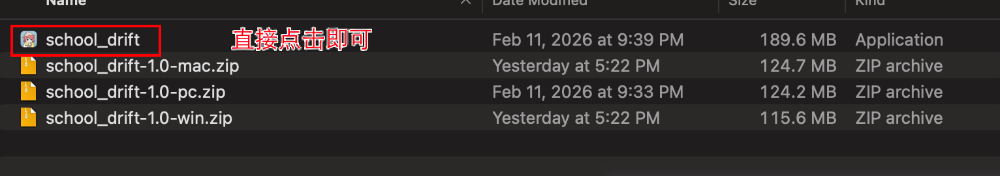 Name Date Modified Size Kind
school_drift 直接点击即可 Feb 11, 2026 at 9:39 PM 189.6 MB Application
school_drift-1.0-mac.zip Yesterday at 5:22 PM 124.7 MB ZIP archive
school_drift-1.0-pc.zip Feb 11, 2026 at 9:33 PM 124.2 MB ZIP archive
school_drift-1.0-win.zip Yesterday at 5:22 PM 115.6 MB ZIP archive